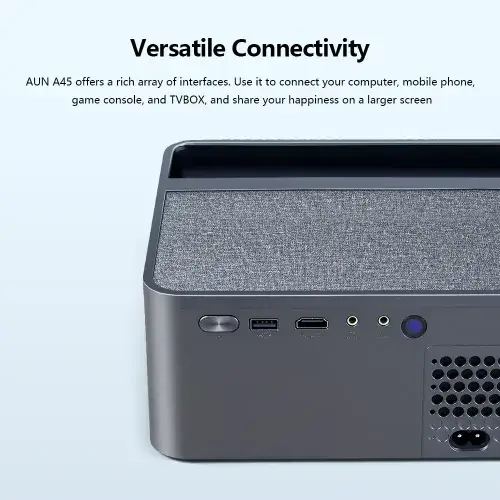 Versatile Connectivity
AUN A45 offers a rich array of interfaces. Use it to connect your computer, mobile phone,
game console, and TVBOX, and share your happiness on a larger screen